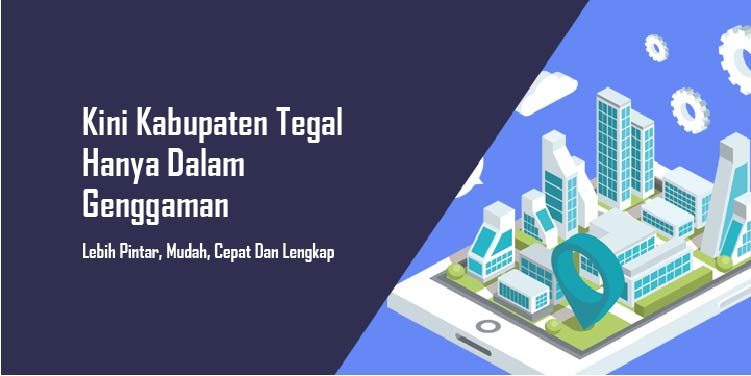 Kini Kabupaten Tegal
Hanya Dalam
Genggaman
Lebih Pintar, Mudah, Cepat Dan Lengkap